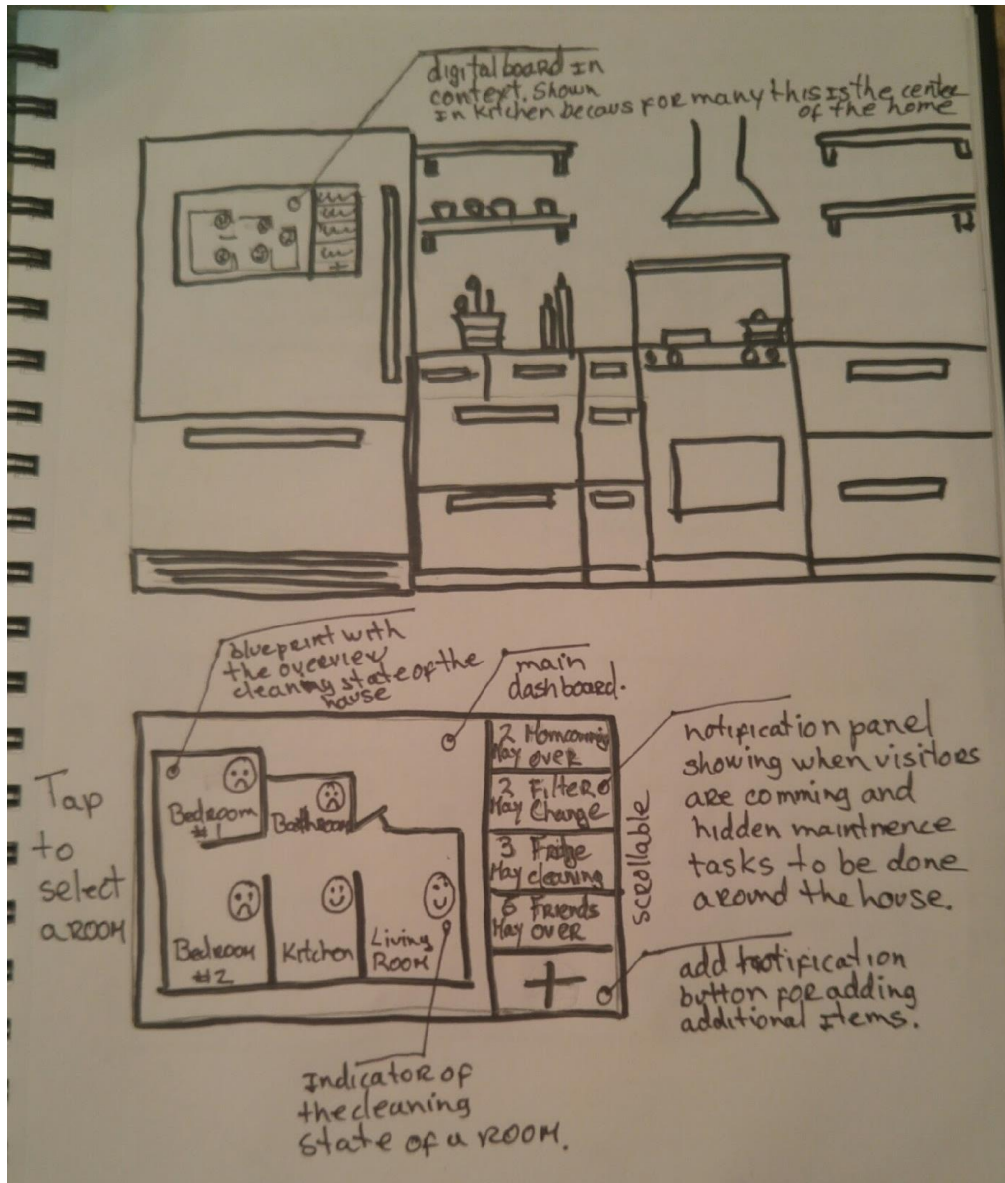 digital board In
context. Shown
In kitchen becaus for many this is the center
of the home
blueprint with
the overview
cleaning state of the
house
main
dashboard.
Tap
to
select
a ROOM
Bedroom
#1
Bathroom
Bedroom
#2
Kitchen
Living
ROOM
2 Mom comming
May over
2 Filter
May Change
3 Fridge
May cleaning
6 Friends
May over
+
scrollable
notification panel
showing when visitors
are comming and
hidden maintnence
tasks to be done
around the house.
add notification
button for adding
additional Items.
Indicator of
the cleaning
state of a ROOM.